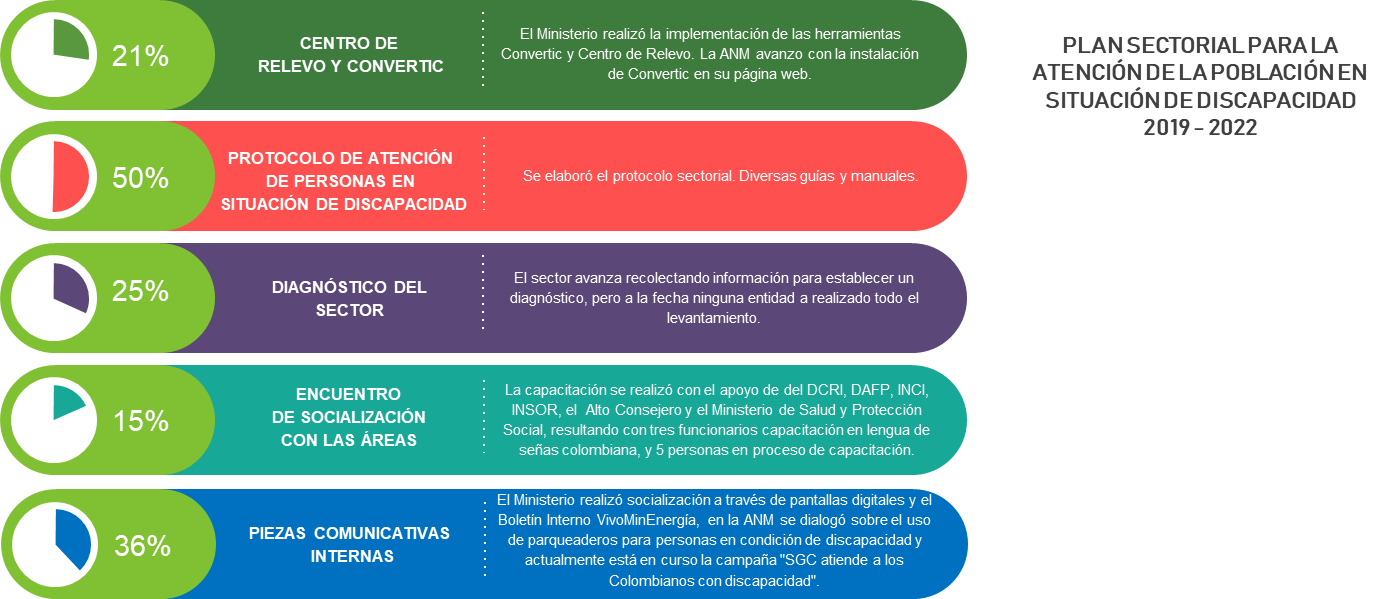 21%
CENTRO DE
RELEVO Y CONVERTIC
El Ministerio realizó la implementación de las herramientas
Convertic y Centro de Relevo. La ANM avanzo con la instalación
de Convertic en su página web.
PLAN SECTORIAL PARA LA
ATENCIÓN DE LA POBLACIÓN EN
SITUACIÓN DE DISCAPACIDAD
2019 – 2022
50%
PROTOCOLO DE ATENCIÓN
DE PERSONAS EN
SITUACIÓN DE DISCAPACIDAD
Se elaboró el protocolo sectorial. Diversas guías y manuales.
25%
DIAGNÓSTICO DEL
SECTOR
El sector avanza recolectando información para establecer un
diagnóstico, pero a la fecha ninguna entidad a realizado todo el
levantamiento.
15%
ENCUENTRO
DE SOCIALIZACIÓN
CON LAS ÁREAS
La capacitación se realizó con el apoyo de del DCRI, DAFP, INCI,
INSOR, el Alto Consejero y el Ministerio de Salud y Protección
Social, resultando con tres funcionarios capacitación en lengua de
señas colombiana, y 5 personas en proceso de capacitación.
36%
PIEZAS COMUNICATIVAS
INTERNAS
El Ministerio realizó socialización a través de pantallas digitales y el
Boletín Interno VivoMinEnergía, en la ANM se dialogó sobre el uso
de parqueaderos para personas en condición de discapacidad y
actualmente está en curso la campaña "SGC atiende a los
Colombianos con discapacidad".